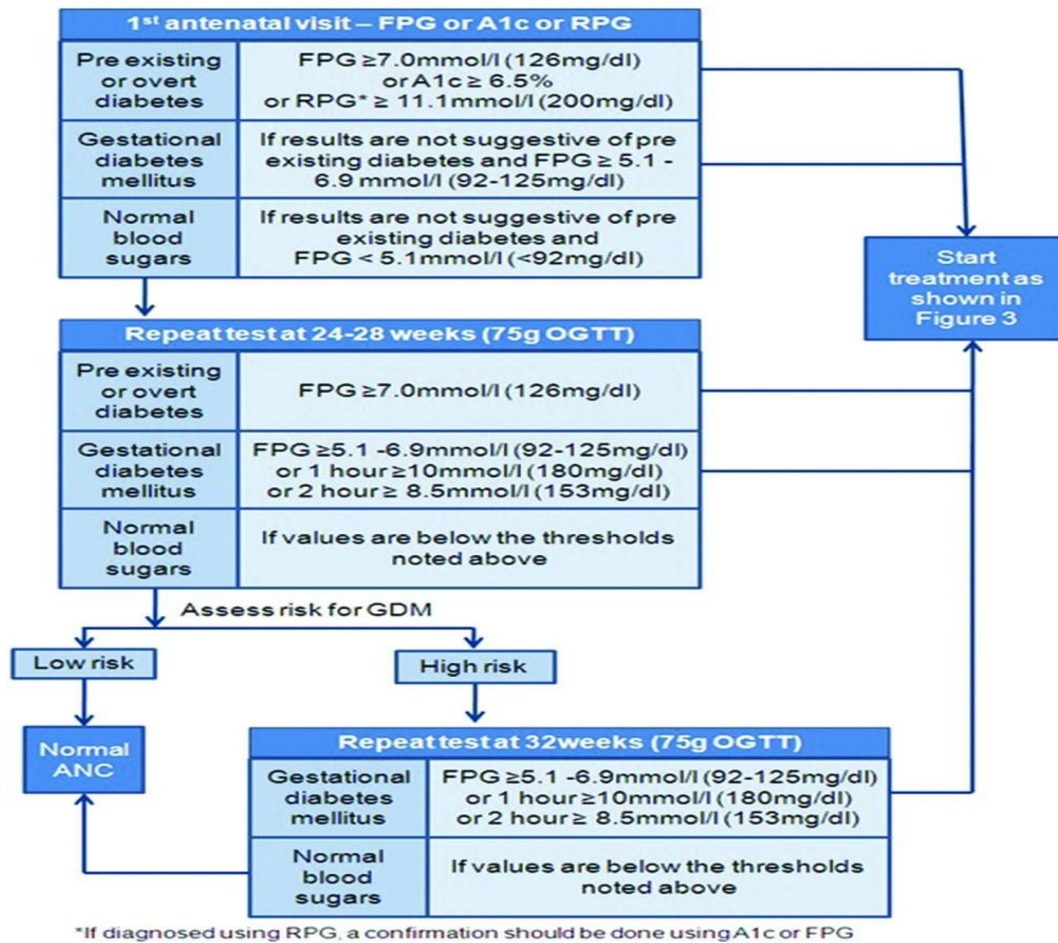 1st antenatal visit – FPG or A1c or RPG
Pre existing
or overt
diabetes
FPG ≥7.0mmol/l (126mg/dl)
or A1c ≥ 6.5%
or RPG* ≥ 11.1mmol/l (200mg/dl)
Gestational
diabetes
mellitus
If results are not suggestive of pre
existing diabetes and FPG ≥ 5.1 -
6.9 mmol/l (92-125mg/dl)
Normal
blood
sugars
If results are not suggestive of pre
existing diabetes and
FPG < 5.1mmol/l (<92mg/dl)
Start
treatment as
shown in
Figure 3
Repeat test at 24-28 weeks (75g OGTT)
Pre existing
or overt
diabetes
FPG ≥7.0mmol/l (126mg/dl)
Gestational
diabetes
mellitus
FPG ≥5.1 -6.9mmol/l (92-125mg/dl)
or 1 hour ≥10mmol/l (180mg/dl)
or 2 hour ≥ 8.5mmol/l (153mg/dl)
Normal
blood
sugars
If values are below the thresholds
noted above
Assess risk for GDM
Low risk
High risk
Normal
ANC
Repeat test at 32weeks (75g OGTT)
Gestational
diabetes
mellitus
FPG ≥5.1 -6.9mmol/l (92-125mg/dl)
or 1 hour ≥10mmol/l (180mg/dl)
or 2 hour ≥ 8.5mmol/l (153mg/dl)
Normal
blood
sugars
If values are below the thresholds
noted above
*If diagnosed using RPG, a confirmation should be done using A1c or FPG